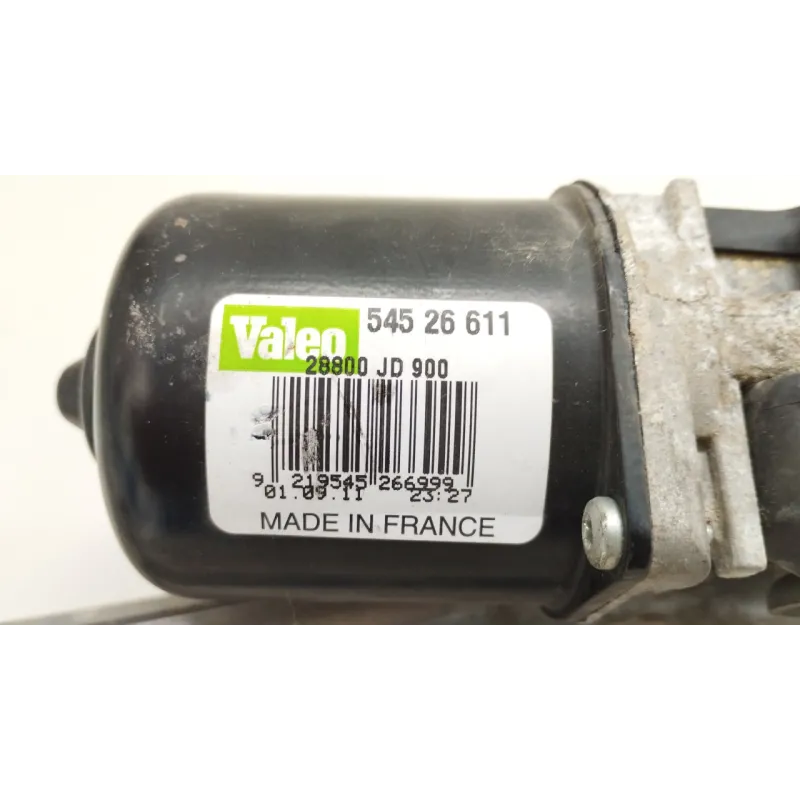 Valeo 545 26 611
28800 JD 900
9 219545 266999
01.09.11 23:27
MADE IN FRANCE